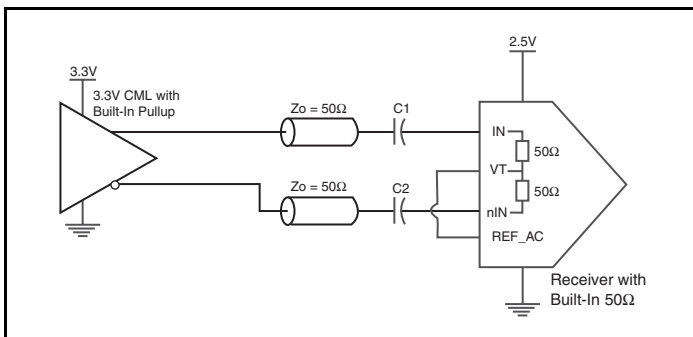 3.3V
3.3V CML with
Built-In Pullup
Zo = 50Ω
C1
Zo = 50Ω
C2
2.5V
IN
50Ω
VT
50Ω
nIN
REF_AC
Receiver with
Built-In 50Ω